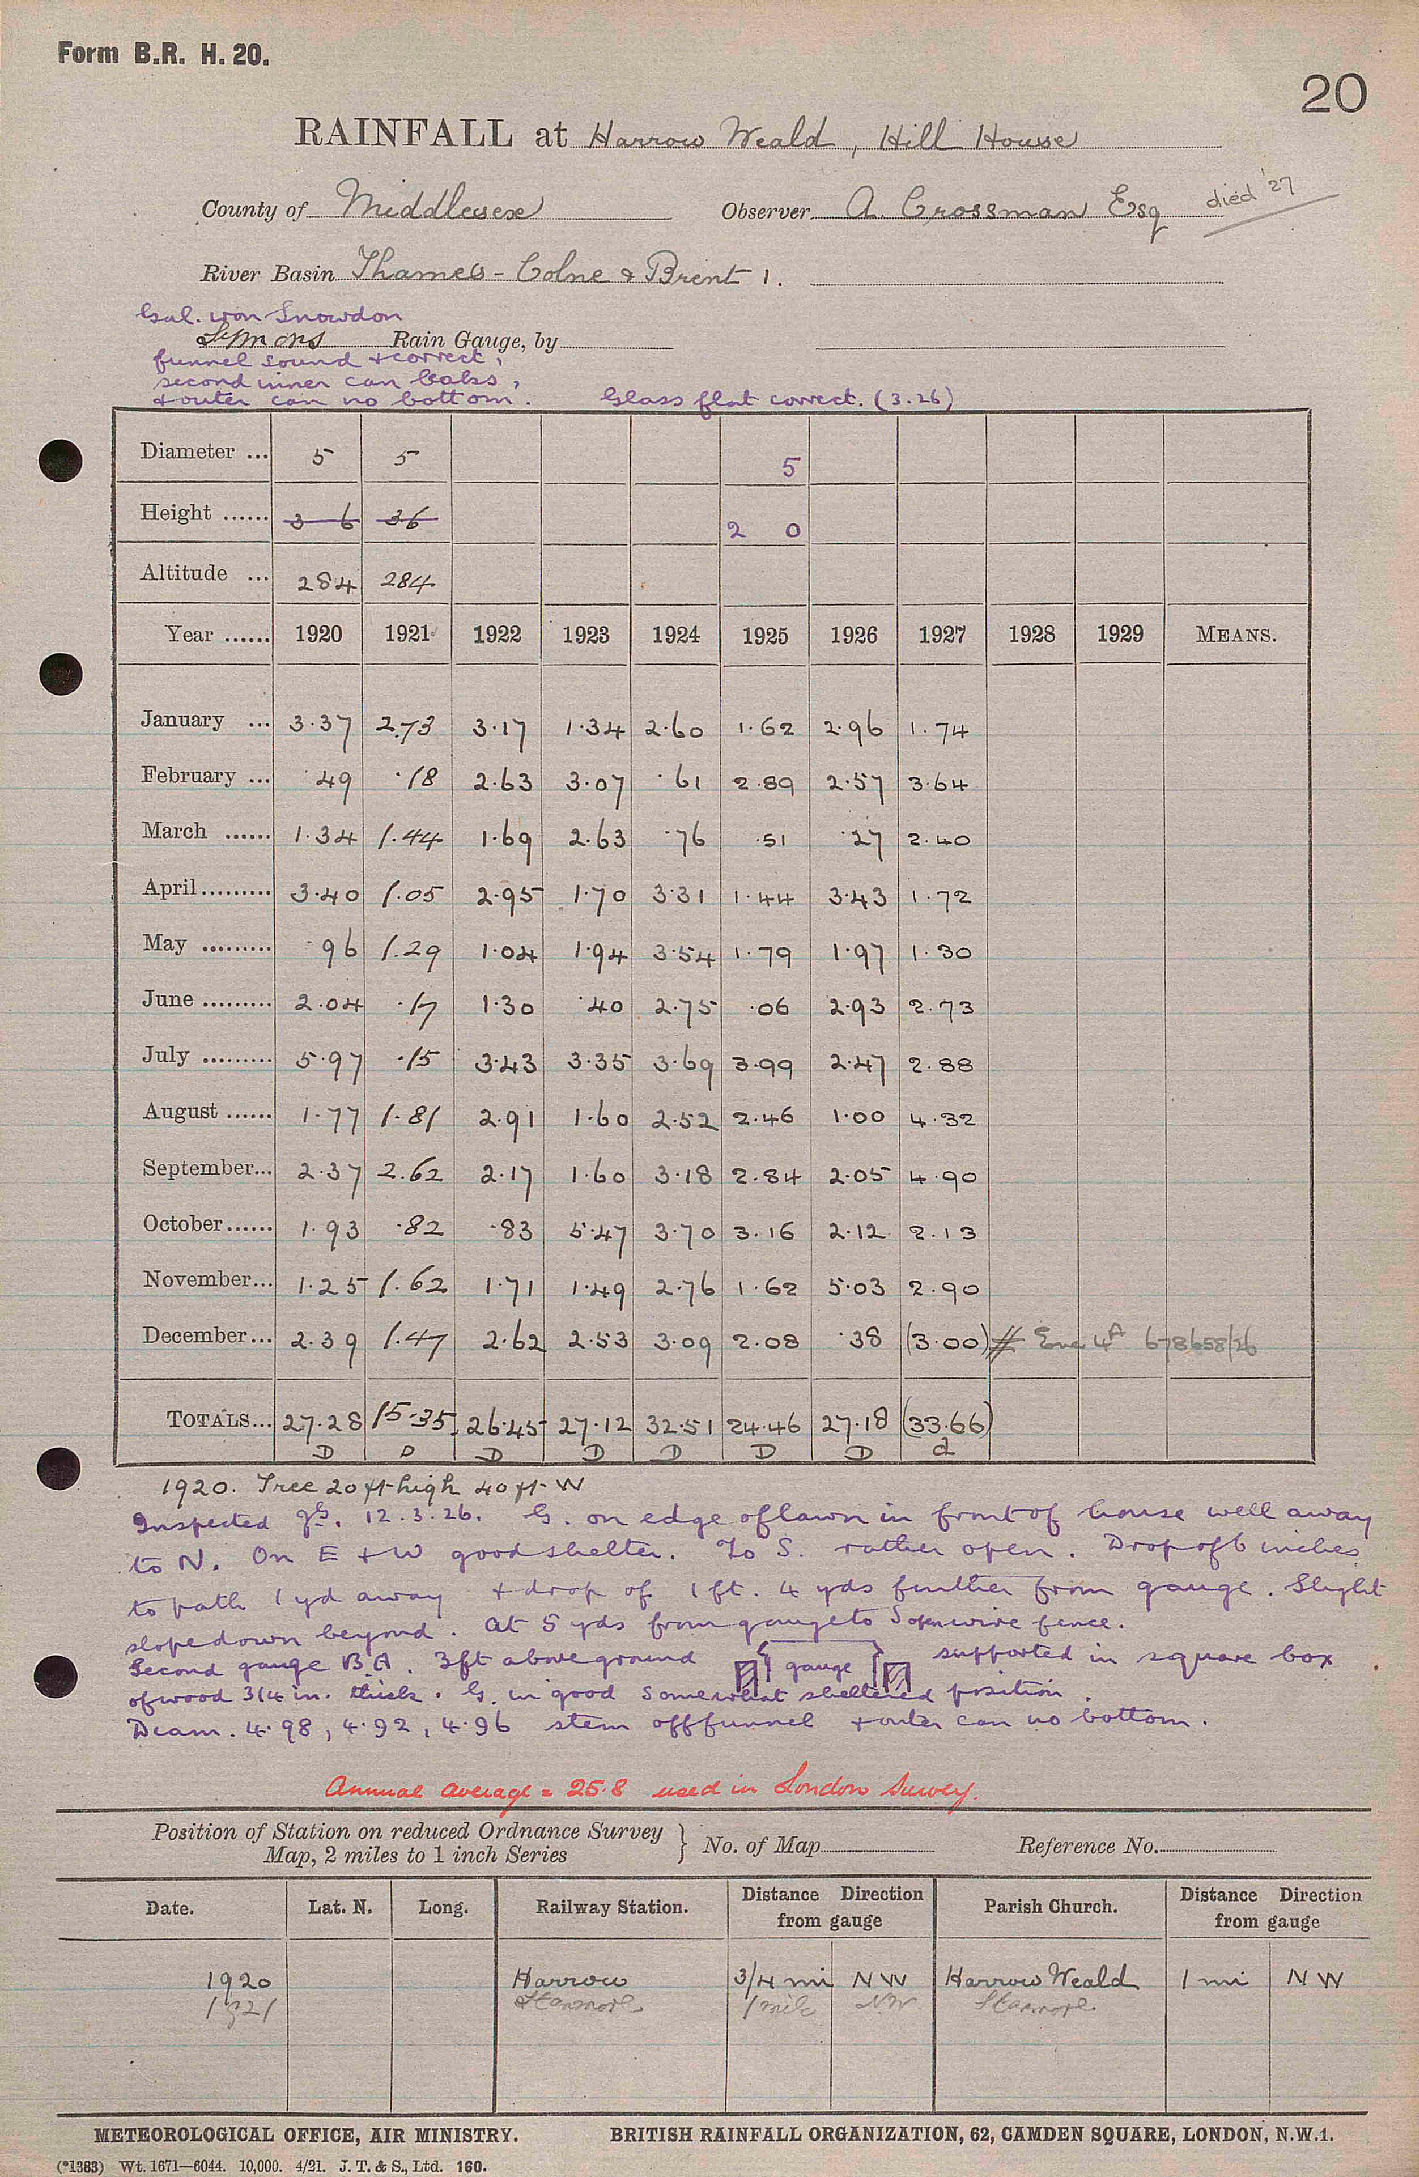 Form B.R. H. 20.
20
RAINFALL at Harrow Weald, Hill House
County of Middlesex Observer A. Crossman Esq died '27
River Basin Thames - Colne & Brent 1.
Gal. iron Snowdon
Symons Rain Gauge, by
funnel sound & correct,
second inner can leaks,
& outer can no bottom. Glass flat correct. (3.26)
Diameter ... 5 5 5
Height ...... 3 6 36 2 0
Altitude ... 284 284
Year ...... 1920 1921 1922 1923 1924 1925 1926 1927 1928 1929 MEANS.
January ... 3.37 2.73 3.17 1.34 2.60 1.62 2.96 1.74
February ... .49 .18 2.63 3.07 .61 2.89 2.57 3.64
March ...... 1.34 1.44 1.69 2.63 .76 .51 .27 2.40
April ......... 3.40 1.05 2.95 1.70 3.31 1.44 3.43 1.72
May ......... .96 1.29 1.04 1.94 3.54 1.79 1.97 1.30
June ......... 2.04 .17 1.30 .40 2.75 .06 2.93 2.73
July ......... 5.97 .15 3.43 3.35 3.69 3.99 2.47 2.88
August ...... 1.77 1.81 2.91 1.60 2.52 2.46 1.00 4.32
September... 2.37 2.62 2.17 1.60 3.18 2.84 2.05 4.90
October ...... 1.93 .82 .83 5.47 3.70 3.16 2.12 2.13
November... 1.25 1.62 1.71 1.49 2.76 1.62 5.03 2.90
December... 2.39 1.47 2.62 2.53 3.09 2.08 .38 (3.00) # Enc 4A 678658/26
TOTALS... 27.28 15.35 26.45 27.12 32.51 24.46 27.18 (33.66)
D D D D D D D d
1920. Tree 20 ft high 40 ft W
Inspected 12.3.26. G. on edge of lawn in front of house well away
to N. On E + W good shelter. To S. rather open. Drop of 6 inches
to path 1 yd away + drop of 1 ft. 4 yds further from gauge. Slight
slope down beyond. At 5 yds from gauge to S open wire fence.
Second gauge B.A. 3ft above ground gauge supported in square box
of wood 3/4 in. thick. G. in good somewhat sheltered position.
Diam. 4.98, 4.92, 4.96 stem off funnel & outer can no bottom.
Annual average = 25.8 used in London Survey.
Position of Station on reduced Ordnance Survey
Map, 2 miles to 1 inch Series } No. of Map Reference No.
Date. Lat. N. Long. Railway Station. Distance Direction from gauge Parish Church. Distance Direction from gauge
1920 Harrow 3/4 mi NW Harrow Weald 1 mi NW
1921 Stanmore 1 mile NW Stanmore
METEOROLOGICAL OFFICE, AIR MINISTRY. BRITISH RAINFALL ORGANIZATION, 62, CAMDEN SQUARE, LONDON, N.W.1.
(*1383) Wt. 1671—6044. 10,000. 4/21. J. T. & S., Ltd. 160.